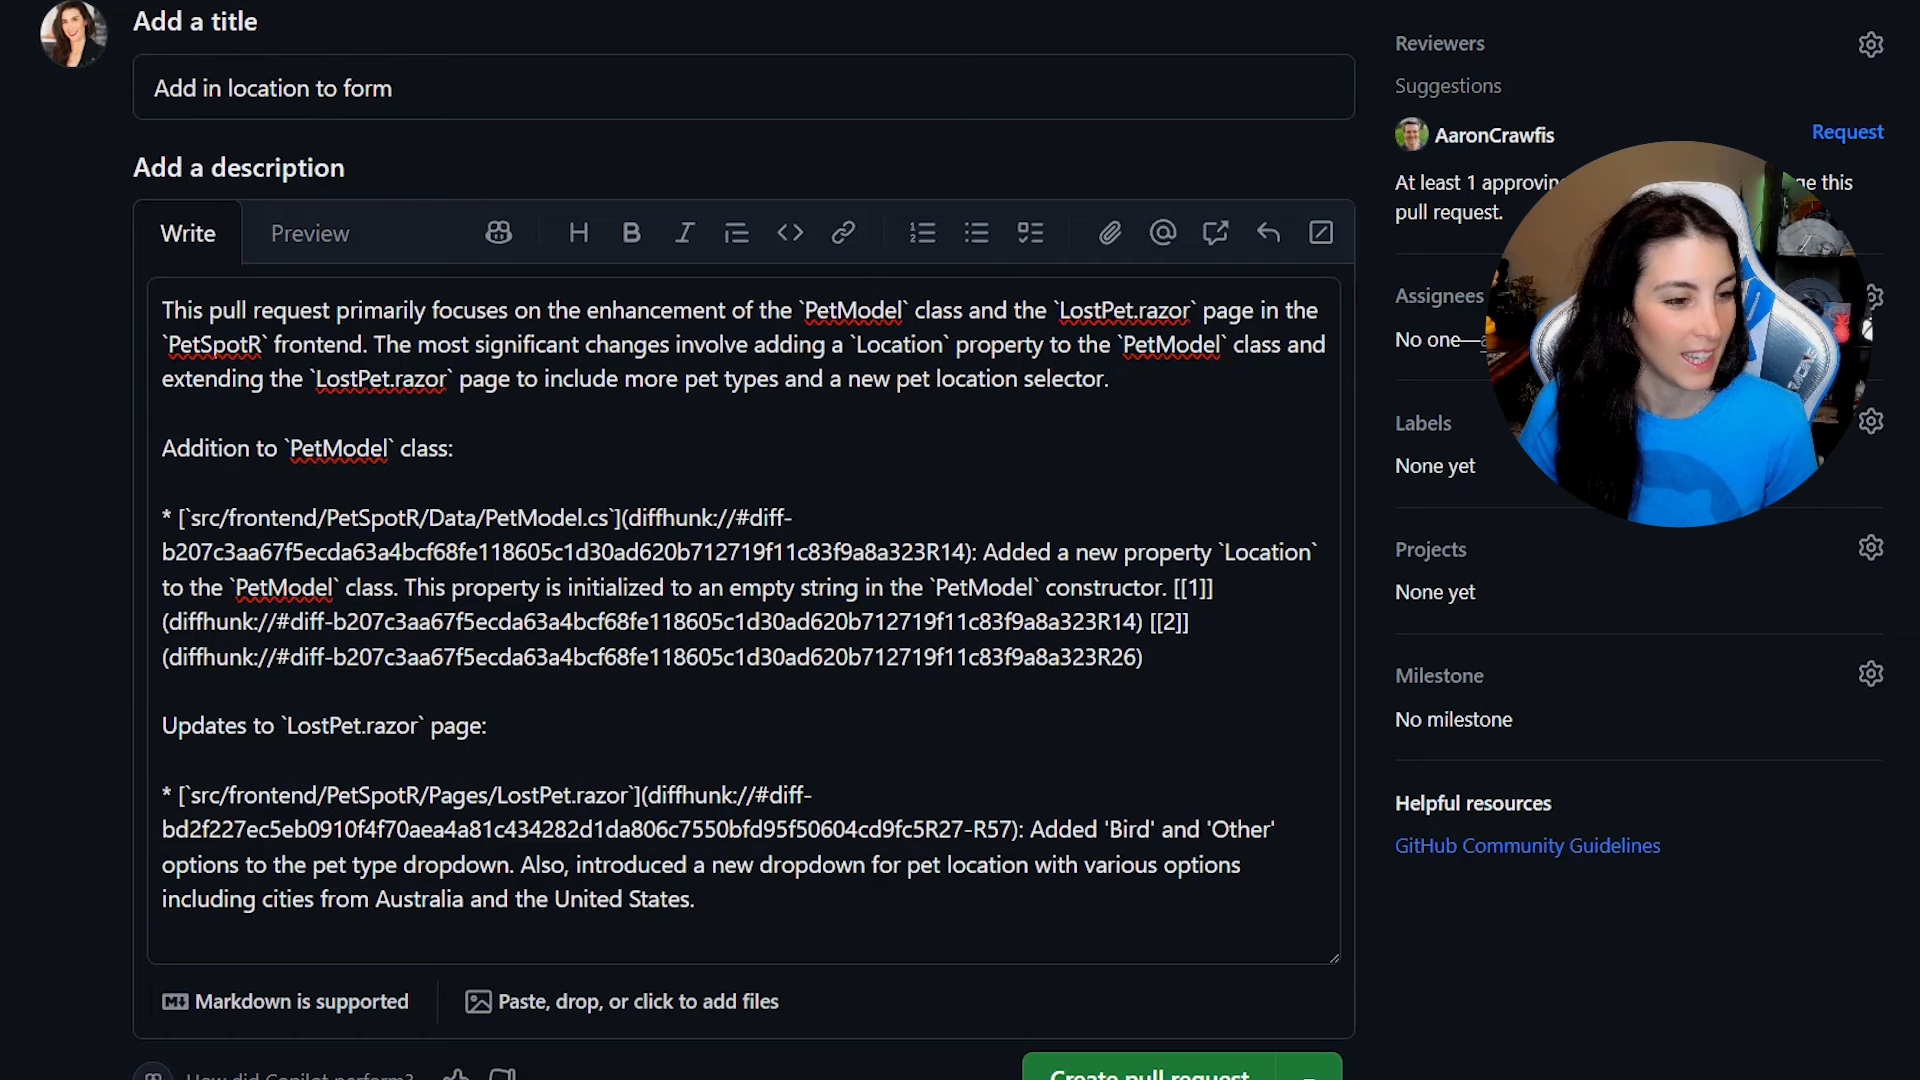 Add a title
Add in location to form
Add a description
Write
Preview
This pull request primarily focuses on the enhancement of the `PetModel` class and the `LostPet.razor` page in the
`PetSpotR` frontend. The most significant changes involve adding a `Location` property to the `PetModel` class and
extending the `LostPet.razor` page to include more pet types and a new pet location selector.
Addition to `PetModel` class:
* [`src/frontend/PetSpotR/Data/PetModel.cs`](diffhunk://#diff-
b207c3aa67f5ecda63a4bcf68fe118605c1d30ad620b712719f11c83f9a8a323R14): Added a new property `Location`
to the `PetModel` class. This property is initialized to an empty string in the `PetModel` constructor. [[1]]
(diffhunk://#diff-b207c3aa67f5ecda63a4bcf68fe118605c1d30ad620b712719f11c83f9a8a323R14) [[2]]
(diffhunk://#diff-b207c3aa67f5ecda63a4bcf68fe118605c1d30ad620b712719f11c83f9a8a323R26)
Updates to `LostPet.razor` page:
* [`src/frontend/PetSpotR/Pages/LostPet.razor`](diffhunk://#diff-
bd2f227ec5eb0910f4f70aea4a81c434282d1da806c7550bfd95f50604cd9fc5R27-R57): Added 'Bird' and 'Other'
options to the pet type dropdown. Also, introduced a new dropdown for pet location with various options
including cities from Australia and the United States.
Markdown is supported
Paste, drop, or click to add files
How did Copilot perform?
Create pull request
Reviewers
Suggestions
AaronCrawfis
Request
At least 1 this
pull request.
Assignees
No one—
Labels
None yet
Projects
None yet
Milestone
No milestone
Helpful resources
GitHub Community Guidelines